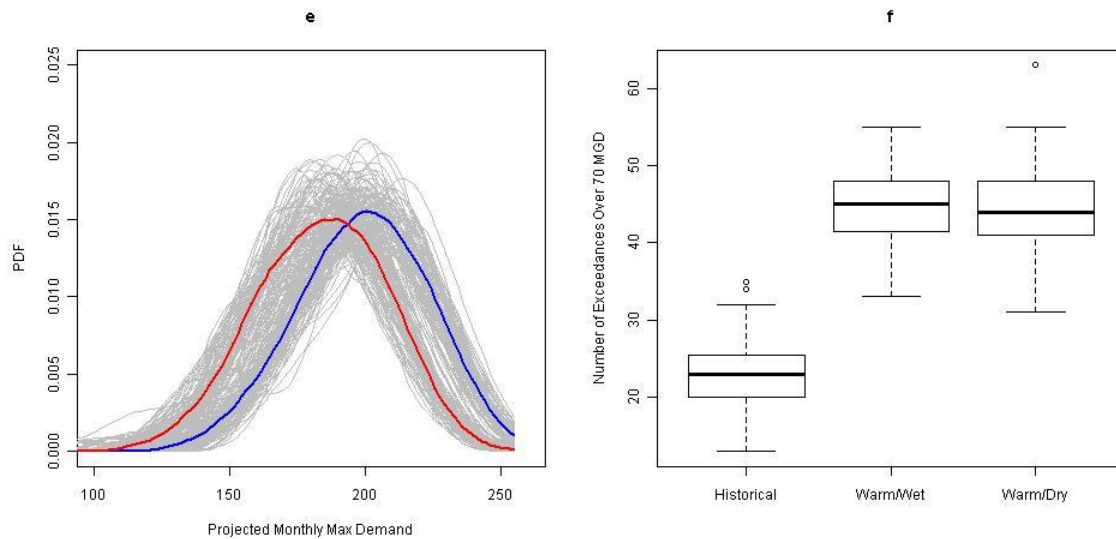 e
0.025
0.020
0.015
0.010
0.005
0.000
PDF
100
150
200
250
Projected Monthly Max Demand
f
60
50
40
30
20
Number of Exceedances Over 70 MGD
Historical
Warm/Wet
Warm/Dry